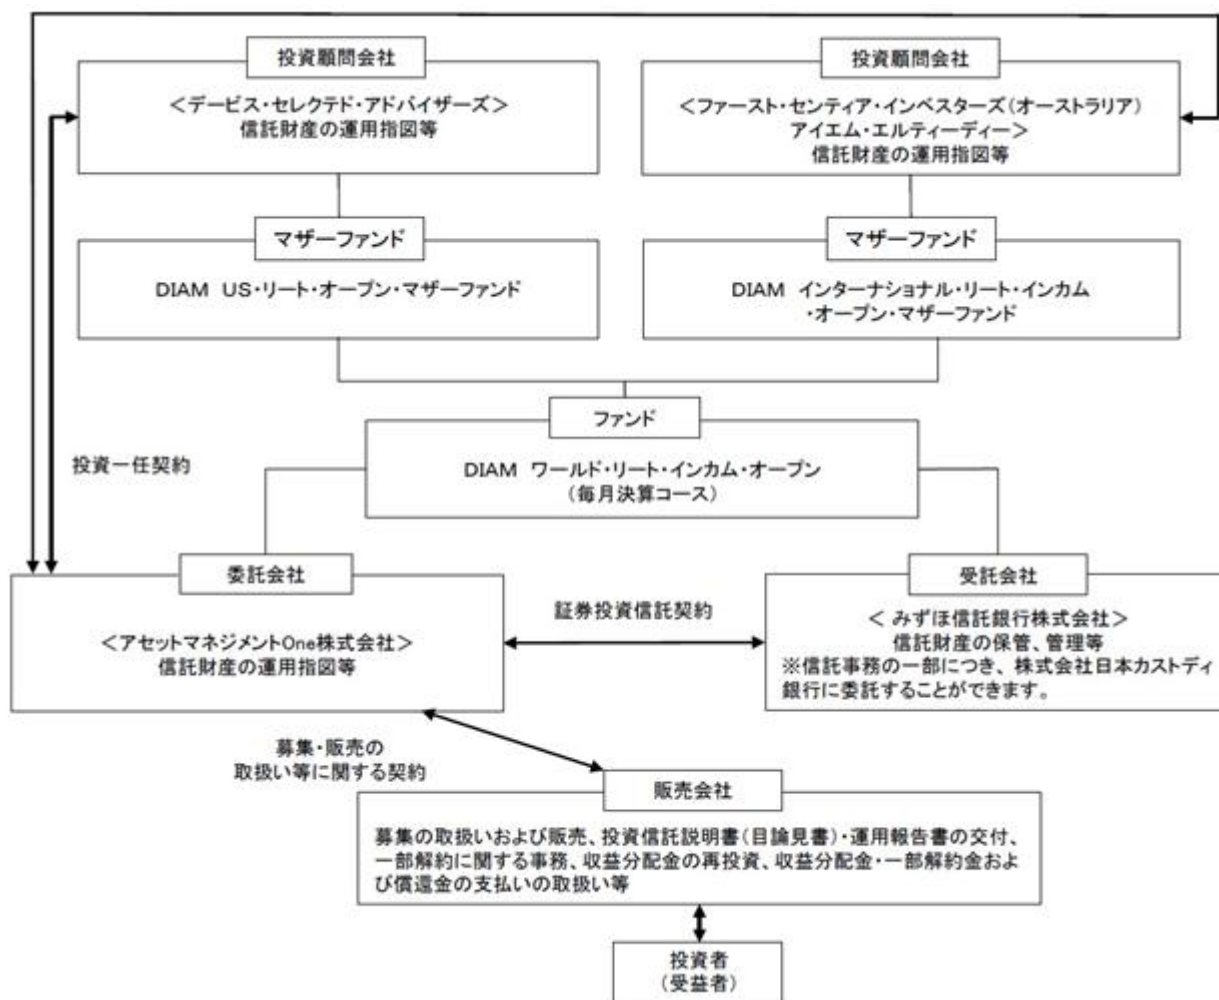 投資顧問会社
<デービス・セレクテド・アドバイザーズ>
信託財産の運用指図等
投資顧問会社
<ファースト・センティア・インベスターズ(オーストラリア)
アイエム・エルティーディー>
信託財産の運用指図等
マザーファンド
DIAM US・リート・オープン・マザーファンド
マザーファンド
DIAM インターナショナル・リート・インカム
・オープン・マザーファンド
ファンド
DIAM ワールド・リート・インカム・オープン
(毎月決算コース)
投資一任契約
委託会社
<アセットマネジメントOne株式会社>
信託財産の運用指図等
証券投資信託契約
受託会社
< みずほ信託銀行株式会社>
信託財産の保管、管理等
※信託事務の一部につき、株式会社日本カストディ
銀行に委託することができます。
募集・販売の
取扱い等に関する契約
販売会社
募集の取扱いおよび販売、投資信託説明書(目論見書)・運用報告書の交付、
一部解約に関する事務、収益分配金の再投資、収益分配金・一部解約金およ
び償還金の支払いの取扱い等
投資者
(受益者)